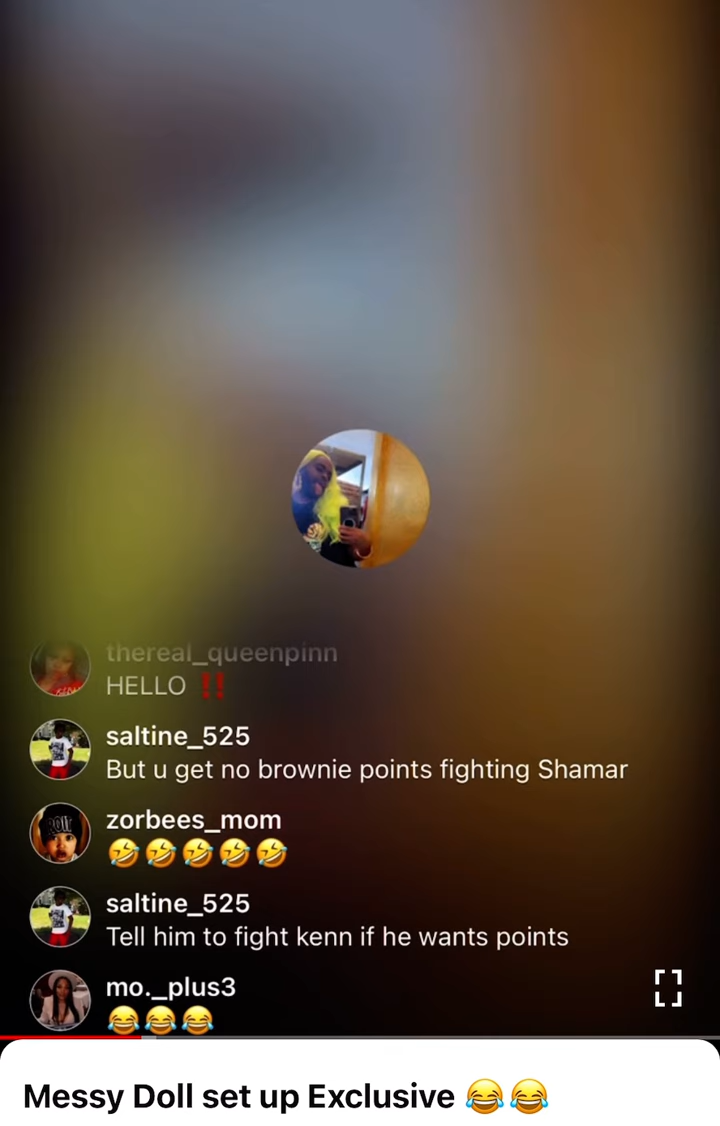 thereal_queenpinn
HELLO ‼️
saltine_525
But u get no brownie points fighting Shamar
zorbees_mom
🤣🤣🤣🤣🤣
saltine_525
Tell him to fight kenn if he wants points
mo._plus3
😂😂😂
Messy Doll set up Exclusive 😂😂